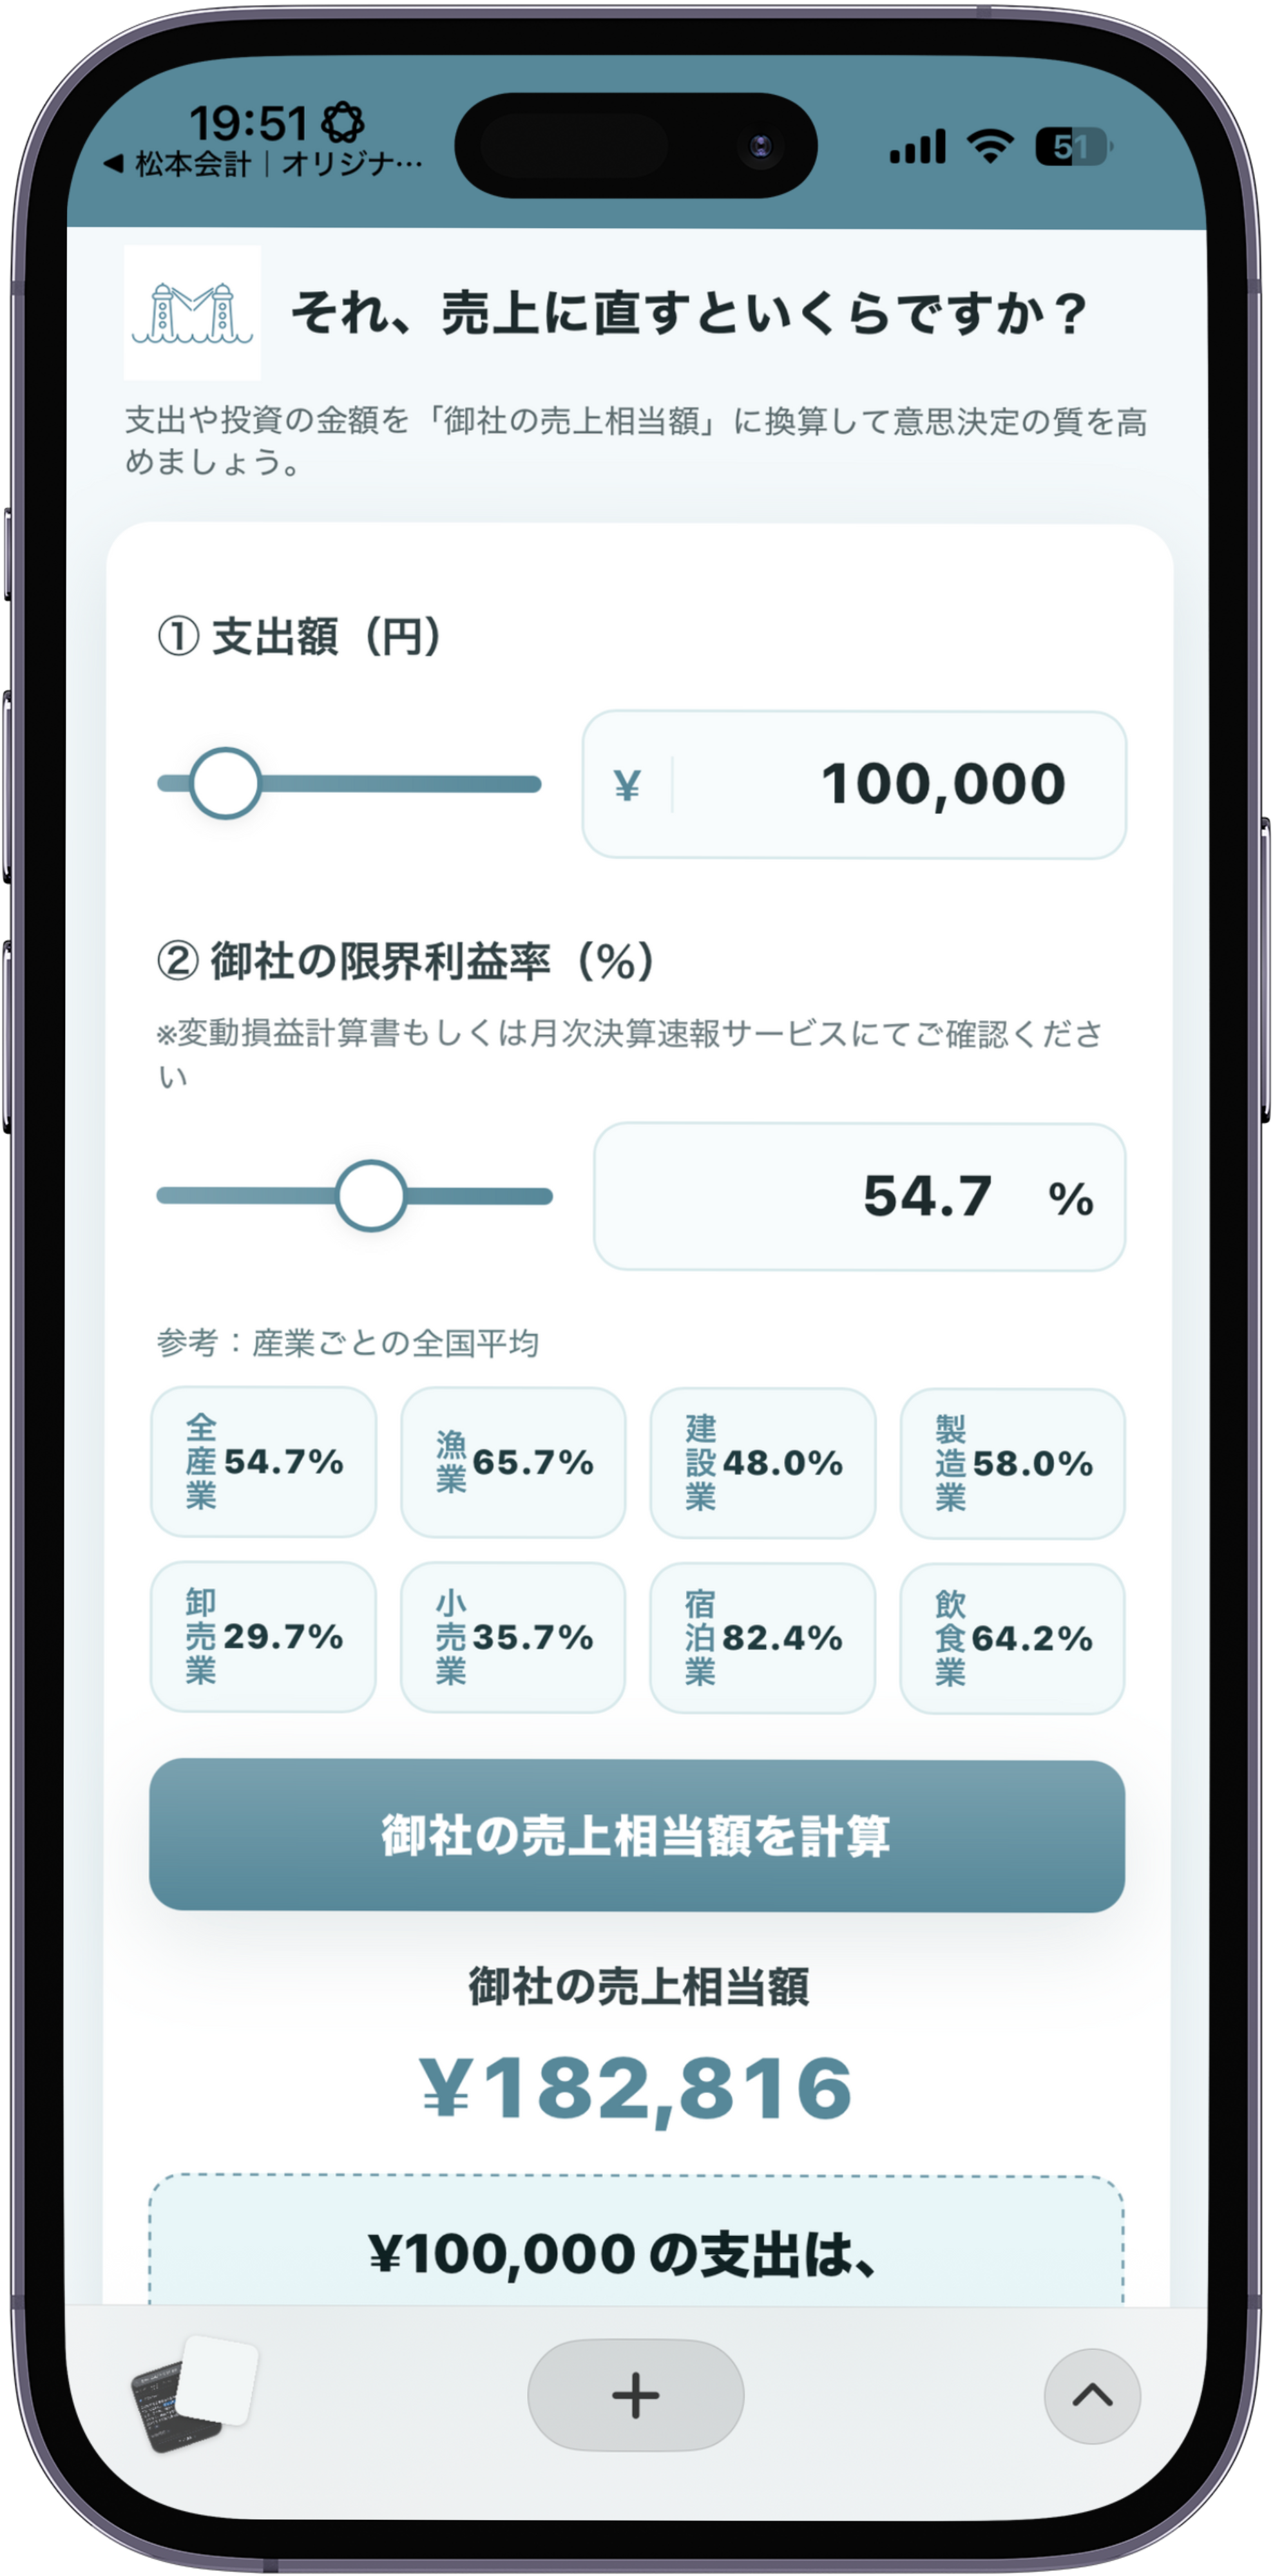 19:51
◀ 松本会計｜オリジナ…
51
それ、売上に直すといくらですか？
支出や投資の金額を「御社の売上相当額」に換算して意思決定の質を高
めましょう。
① 支出額（円）
¥ 100,000
② 御社の限界利益率（%）
※変動損益計算書もしくは月次決算速報サービスにてご確認くださ
い
54.7 %
参考：産業ごとの全国平均
全産業 54.7%
漁業 65.7%
建設業 48.0%
製造業 58.0%
卸売業 29.7%
小売業 35.7%
宿泊業 82.4%
飲食業 64.2%
御社の売上相当額を計算
御社の売上相当額
¥182,816
¥100,000 の支出は、